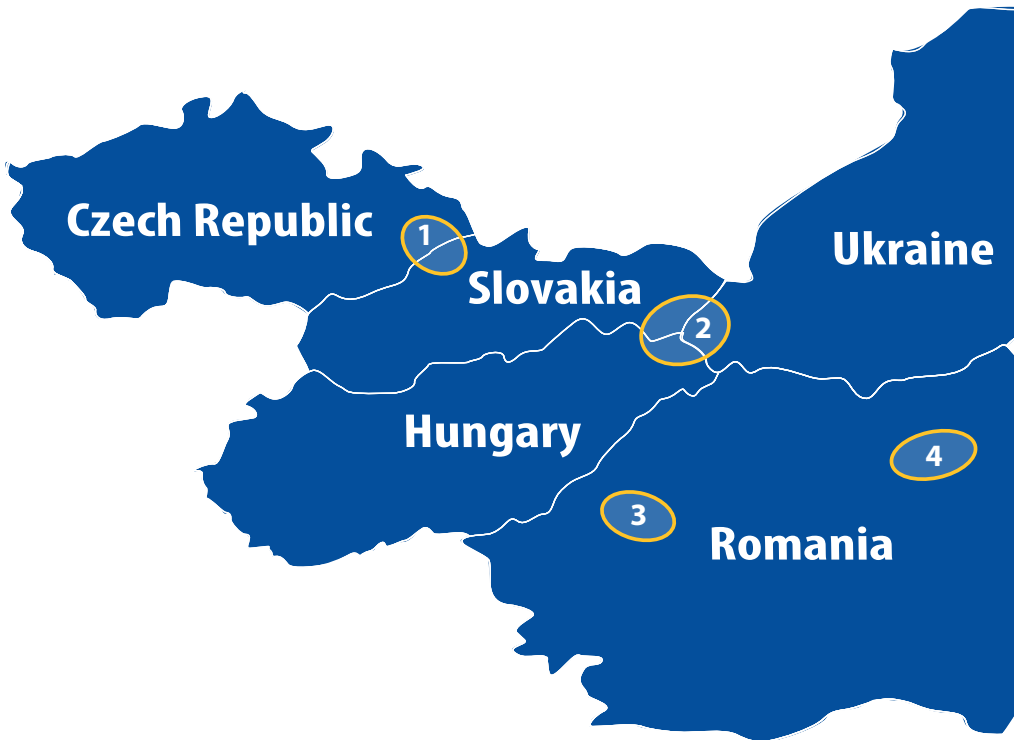 Czech Republic
1
Ukraine
Slovakia
2
Hungary
4
3
Romania